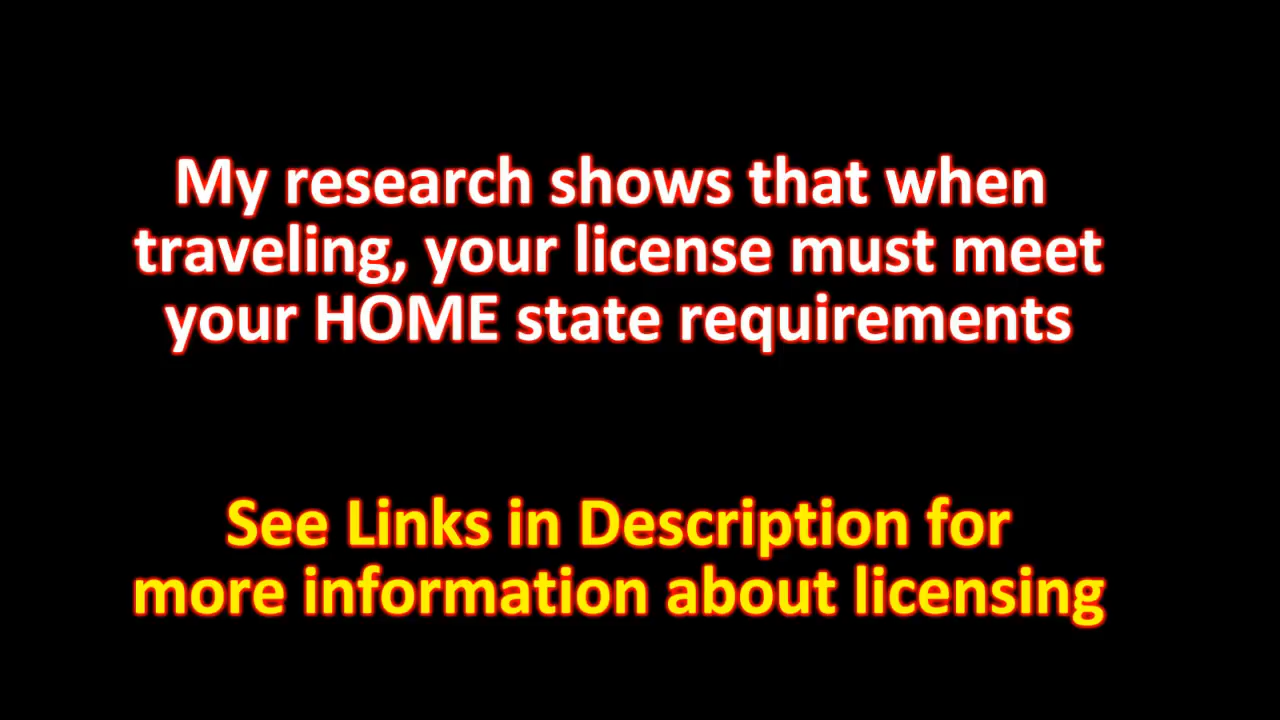 My research shows that when
traveling, your license must meet
your HOME state requirements
See Links in Description for
more information about licensing